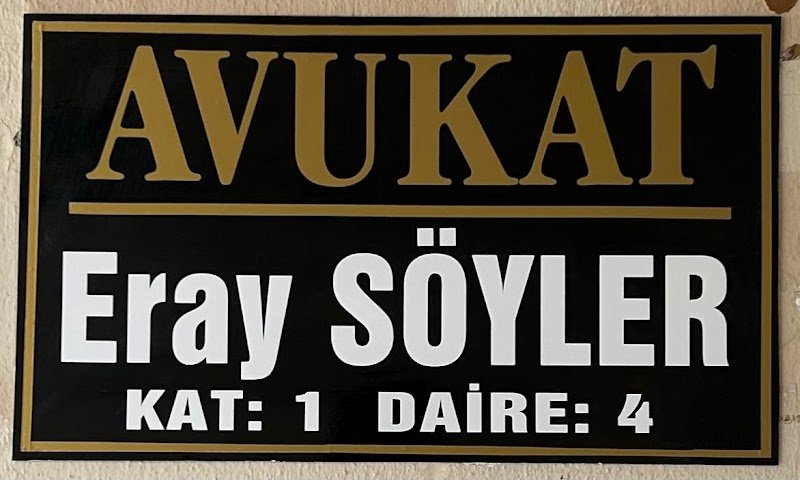 AVUKAT
Eray SÖYLER
KAT: 1 DAİRE: 4